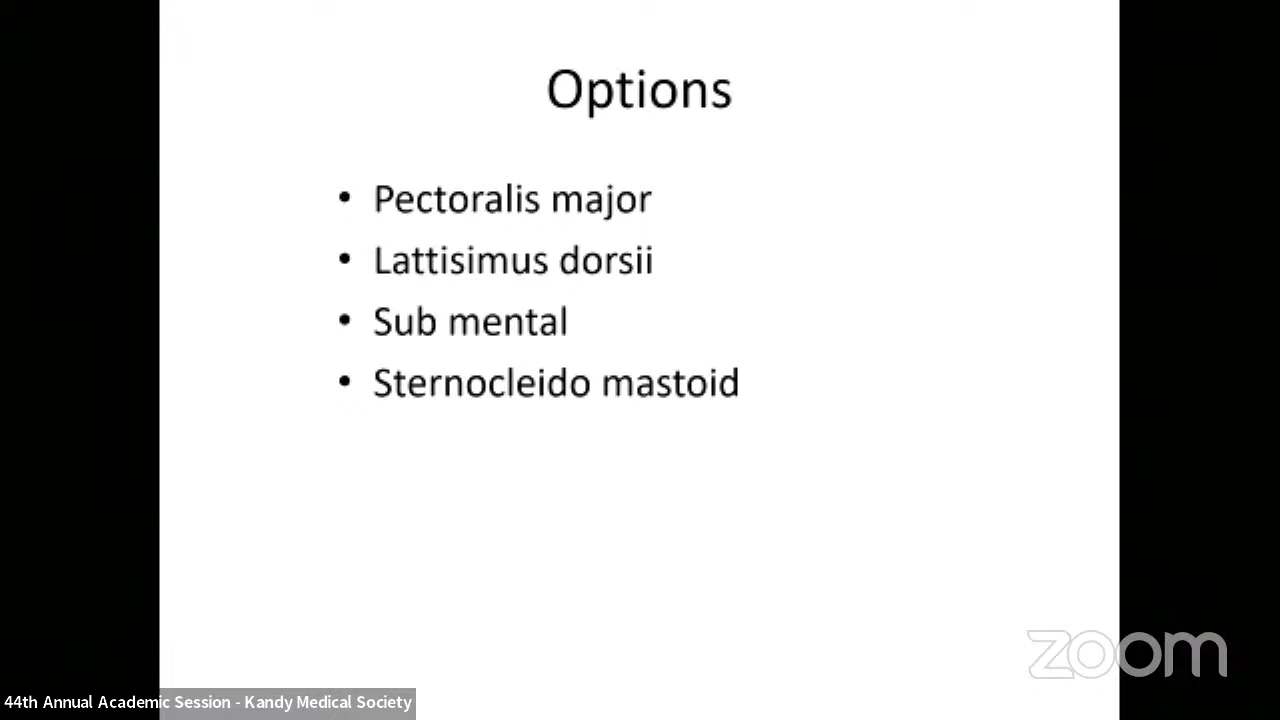 Options
• Pectoralis major
• Lattisimus dorsii
• Sub mental
• Sternocleido mastoid
zoom
44th Annual Academic Session - Kandy Medical Society